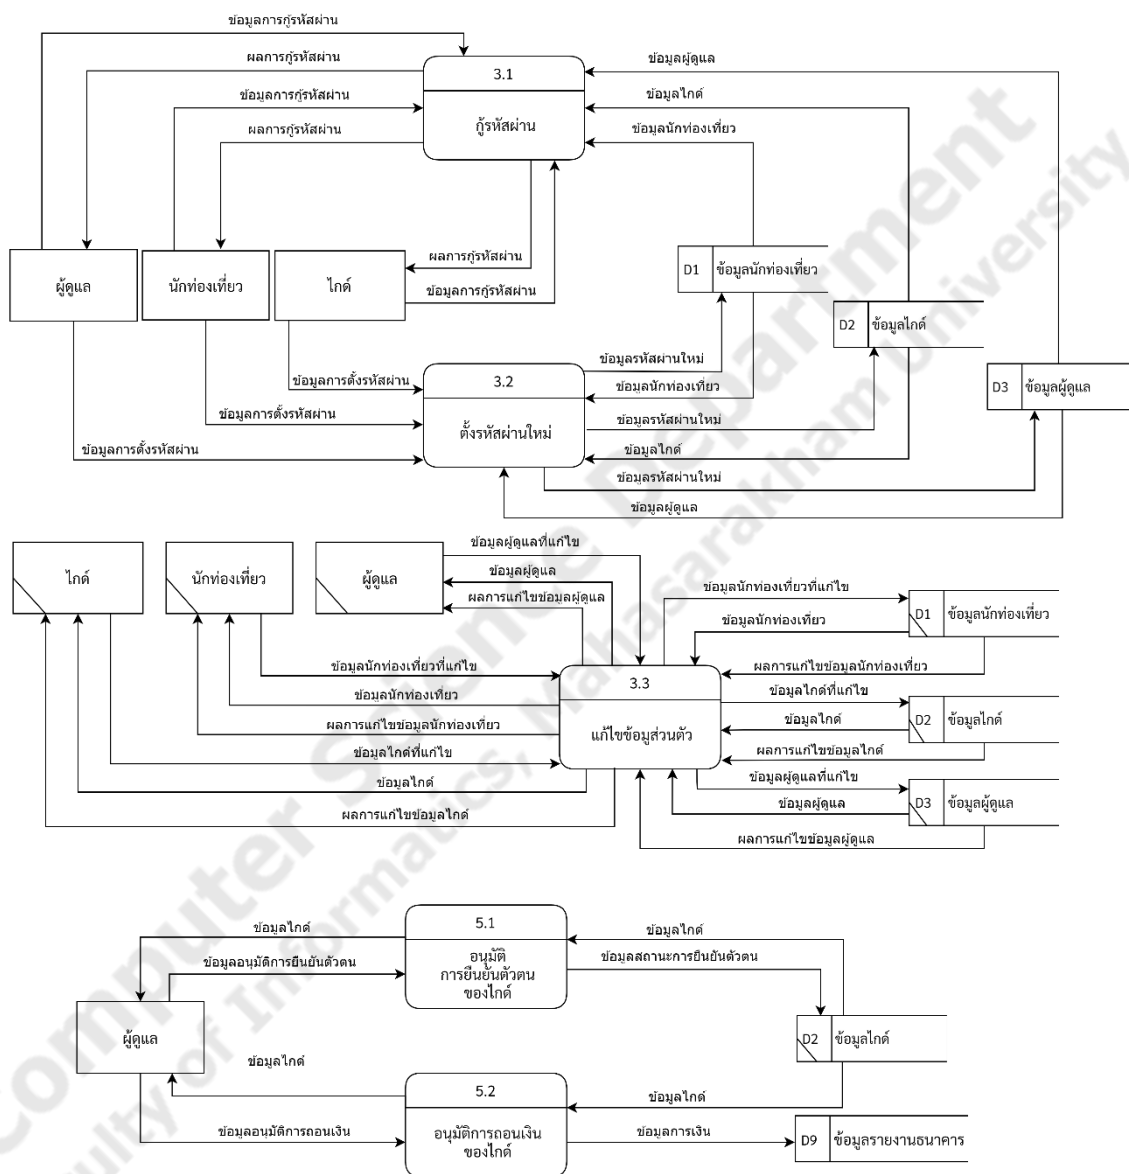 ข้อมูลการกู้รหัสผ่าน
ผลการกู้รหัสผ่าน
3.1
ข้อมูลผู้ดูแล
ข้อมูลการกู้รหัสผ่าน
ข้อมูลไกด์
กู้รหัสผ่าน
ผลการกู้รหัสผ่าน
ข้อมูลนักท่องเที่ยว
ผลการกู้รหัสผ่าน
ผู้ดูแล
นักท่องเที่ยว
ไกด์
ข้อมูลการกู้รหัสผ่าน
D1
ข้อมูลนักท่องเที่ยว
D2
ข้อมูลไกด์
ข้อมูลรหัสผ่านใหม่
ข้อมูลการตั้งรหัสผ่าน
3.2
ข้อมูลนักท่องเที่ยว
D3
ข้อมูลผู้ดูแล
ข้อมูลการตั้งรหัสผ่าน
ตั้งรหัสผ่านใหม่
ข้อมูลรหัสผ่านใหม่
ข้อมูลการตั้งรหัสผ่าน
ข้อมูลไกด์
ข้อมูลรหัสผ่านใหม่
ข้อมูลผู้ดูแล
ไกด์
นักท่องเที่ยว
ผู้ดูแล
ข้อมูลผู้ดูแลที่แก้ไข
ข้อมูลผู้ดูแล
ผลการแก้ไขข้อมูลผู้ดูแล
ข้อมูลนักท่องเที่ยวที่แก้ไข
D1
ข้อมูลนักท่องเที่ยว
ข้อมูลนักท่องเที่ยว
ข้อมูลนักท่องเที่ยวที่แก้ไข
ผลการแก้ไขข้อมูลนักท่องเที่ยว
3.3
ข้อมูลนักท่องเที่ยว
ข้อมูลไกด์ที่แก้ไข
ผลการแก้ไขข้อมูลนักท่องเที่ยว
แก้ไขข้อมูส่วนตัว
ข้อมูลไกด์
D2
ข้อมูลไกด์
ข้อมูลไกด์ที่แก้ไข
ผลการแก้ไขข้อมูลไกด์
ข้อมูลไกด์
ข้อมูลผู้ดูแลที่แก้ไข
ข้อมูลผู้ดูแล
D3
ข้อมูลผู้ดูแล
ผลการแก้ไขข้อมูลไกด์
ผลการแก้ไขข้อมูลผู้ดูแล
ข้อมูลไกด์
5.1
ข้อมูลไกด์
ข้อมูลอนุมัติการยืนยันตัวตน
อนุมัติ
การยืนยันตัวตน
ของไกด์
ข้อมูลสถานะการยืนยันตัวตน
ผู้ดูแล
D2
ข้อมูลไกด์
ข้อมูลไกด์
5.2
ข้อมูลไกด์
ข้อมูลอนุมัติการถอนเงิน
อนุมัติการถอนเงิน
ของไกด์
ข้อมูลการเงิน
D9
ข้อมูลรายงานธนาคาร
Computer Science Department
Faculty of Informatics, Mahasarakham University